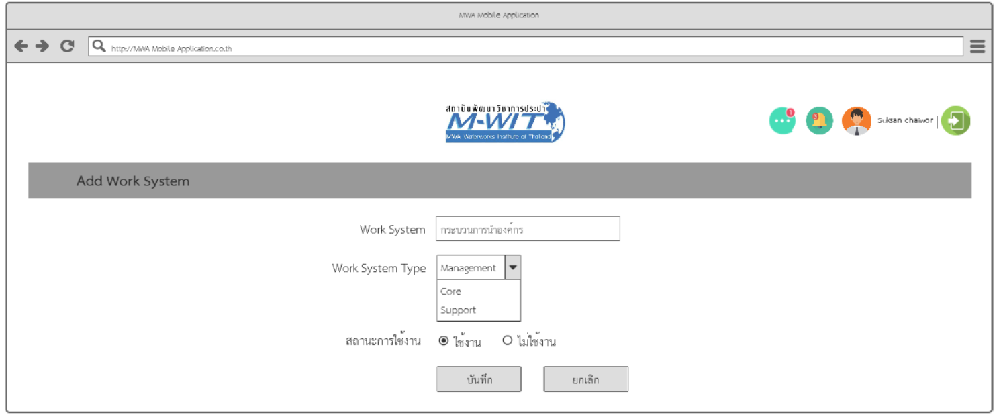 MWA Mobile Application
http://MWA Mobile Application.co.th
สถาบันพัฒนาวิชาการประปา
M-WIT
MWA Waterworks Institute of Thailand
1
3
Suksan chaiwor |
Add Work System
Work System กระบวนการนำองค์กร
Work System Type Management
Core
Support
สถานะการใช้งาน ใช้งาน ไม่ใช้งาน
บันทึก ยกเลิก